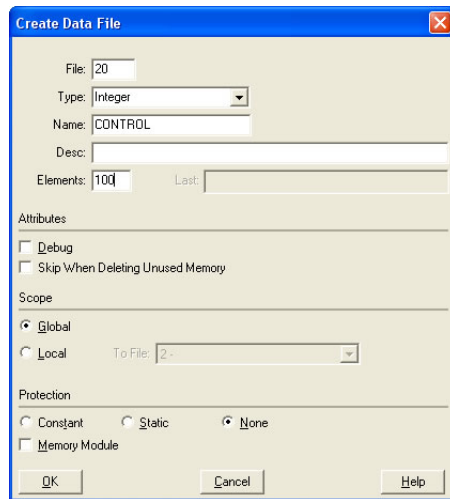 Create Data File
File: 20
Type: Integer
Name: CONTROL
Desc:
Elements: 100 Last:
Attributes
Debug
Skip When Deleting Unused Memory
Scope
Global
Local To File: 2 -
Protection
Constant Static None
Memory Module
OK Cancel Help